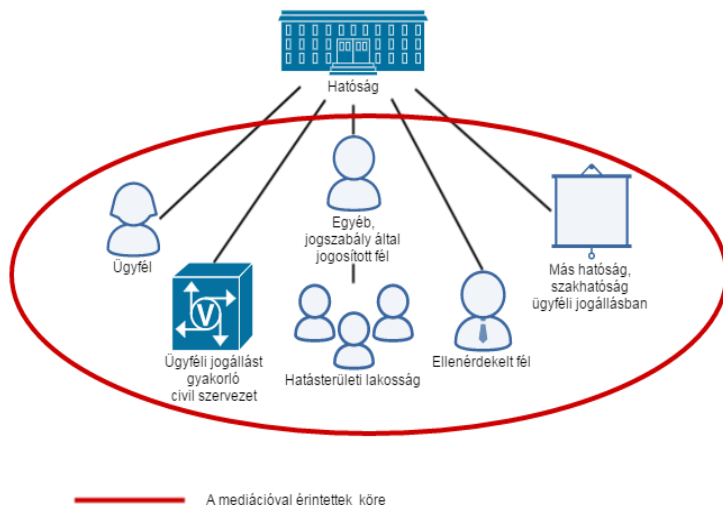 Hatóság
Ügyfél
Egyéb,
jogszabály által
jogosított fél
Más hatóság,
szakhatóság
ügyféli jogállásban
Ügyféli jogállást
gyakorló
civil szervezet
V
Hatásterületi lakosság
Ellenérdekelt fél
A mediációval érintettek köre